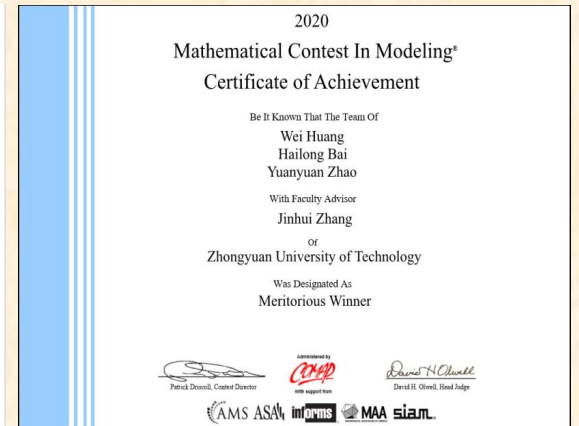 2020
Mathematical Contest In Modeling®
Certificate of Achievement
Be It Known That The Team Of
Wei Huang
Hailong Bai
Yuanyuan Zhao
With Faculty Advisor
Jinhui Zhang
Of
Zhongyuan University of Technology
Was Designated As
Meritorious Winner
Administered by
COMAP
With support from
Patrick Driscoll, Contest Director
David H Olwell
David H. Olwell, Head Judge
AMS ASA informs MAA siam.